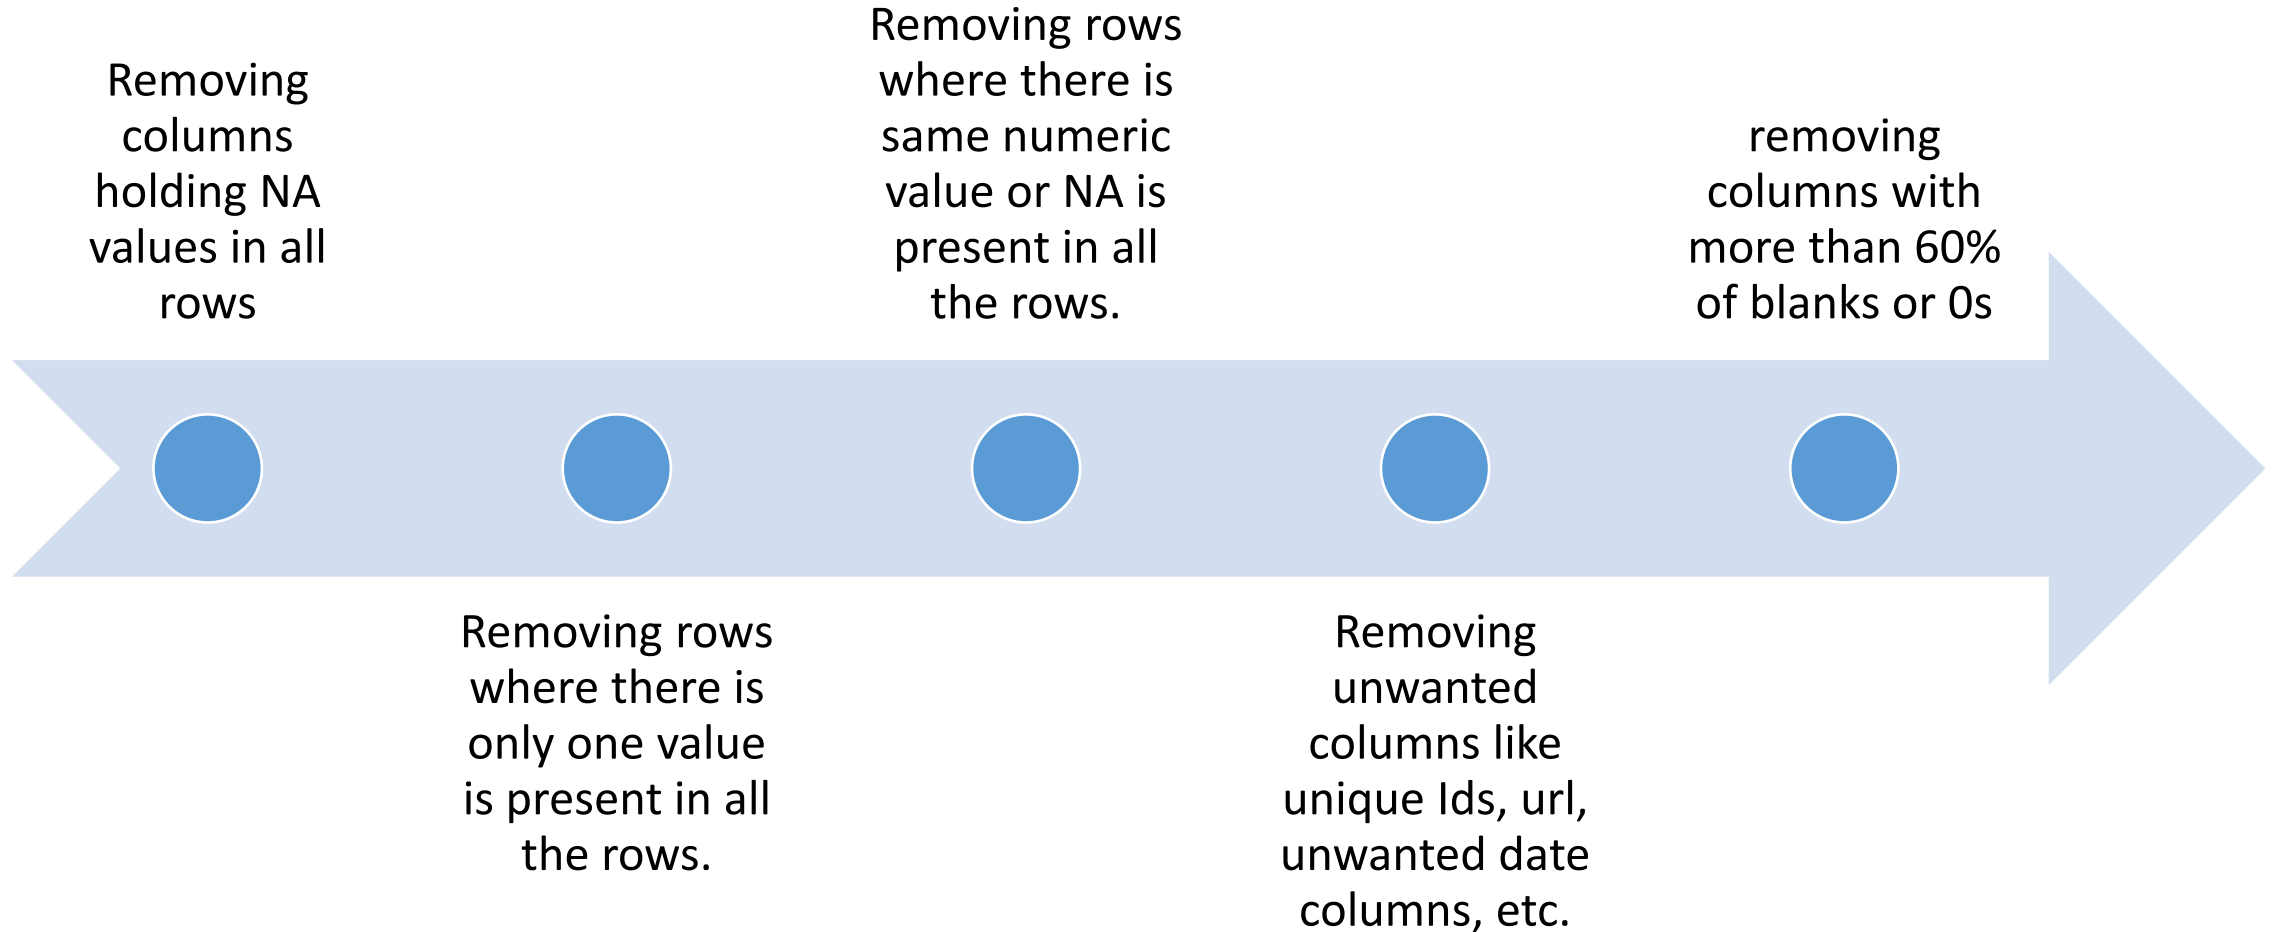 Removing
columns
holding NA
values in all
rows
Removing rows
where there is
only one value
is present in all
the rows.
Removing rows
where there is
same numeric
value or NA is
present in all
the rows.
Removing
unwanted
columns like
unique Ids, url,
unwanted date
columns, etc.
removing
columns with
more than 60%
of blanks or 0s